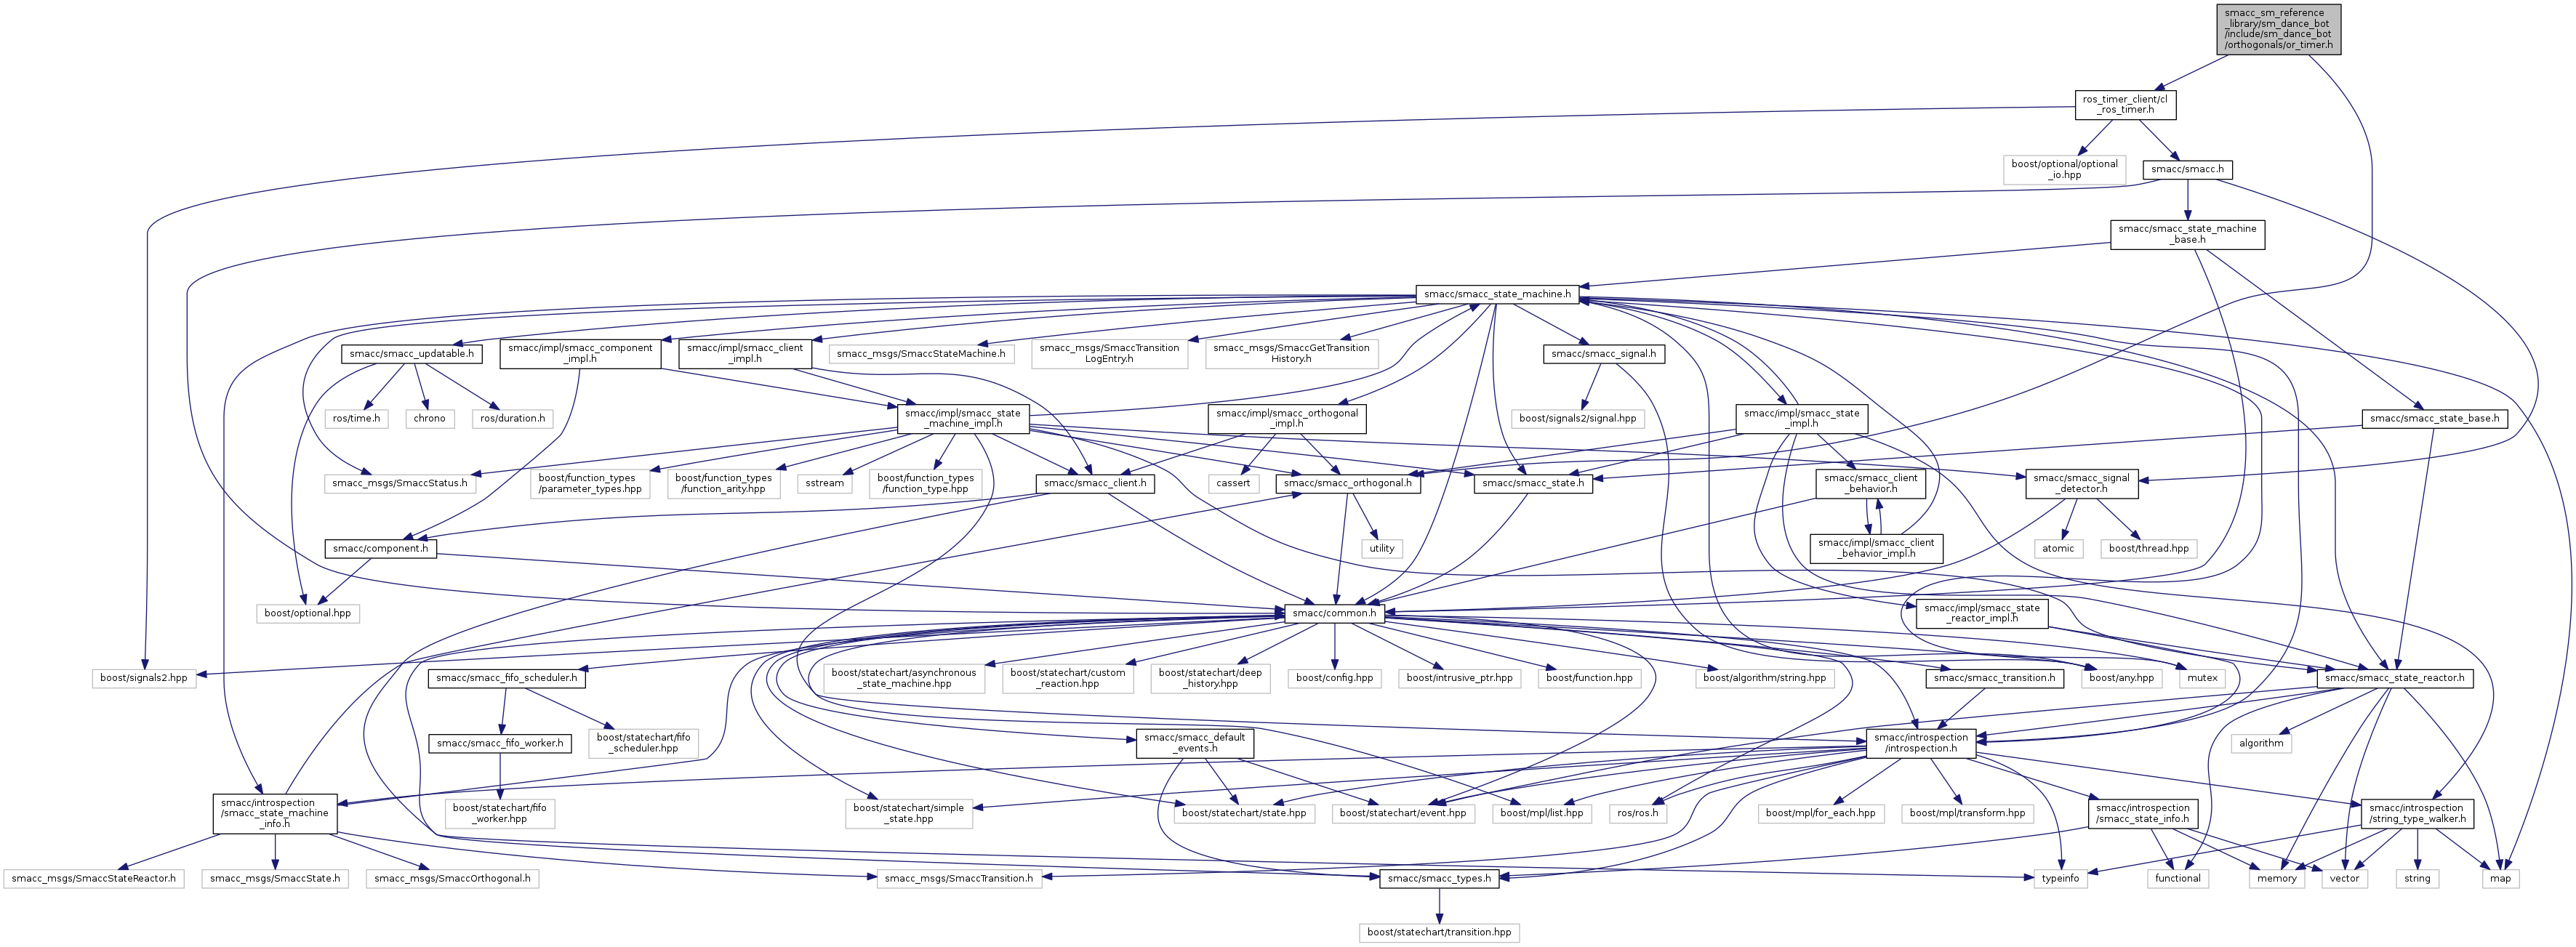 smacc_sm_reference
_library/sm_dance_bot
/include/sm_dance_bot
/orthogonals/or_timer.h
ros_timer_client/cl
_ros_timer.h
boost/optional/optional
_io.hpp
smacc/smacc.h
smacc/smacc_state_machine
_base.h
smacc/smacc_state_machine.h
smacc/smacc_updatable.h
smacc/impl/smacc_component
_impl.h
smacc/impl/smacc_client
_impl.h
smacc_msgs/SmaccStateMachine.h
smacc_msgs/SmaccTransition
LogEntry.h
smacc_msgs/SmaccGetTransition
History.h
smacc/smacc_signal.h
ros/time.h
chrono
ros/duration.h
smacc/impl/smacc_state
_machine_impl.h
smacc/impl/smacc_orthogonal
_impl.h
boost/signals2/signal.hpp
smacc/impl/smacc_state
_impl.h
smacc/smacc_state_base.h
smacc_msgs/SmaccStatus.h
boost/function_types
/parameter_types.hpp
boost/function_types
/function_arity.hpp
sstream
boost/function_types
/function_type.hpp
smacc/smacc_client.h
cassert
smacc/smacc_orthogonal.h
smacc/smacc_state.h
smacc/smacc_client
_behavior.h
smacc/smacc_signal
_detector.h
smacc/component.h
utility
smacc/impl/smacc_client
_behavior_impl.h
atomic
boost/thread.hpp
boost/optional.hpp
smacc/common.h
smacc/impl/smacc_state
_reactor_impl.h
boost/signals2.hpp
smacc/smacc_fifo_scheduler.h
boost/statechart/asynchronous
_state_machine.hpp
boost/statechart/custom
_reaction.hpp
boost/statechart/deep
_history.hpp
boost/config.hpp
boost/intrusive_ptr.hpp
boost/function.hpp
boost/algorithm/string.hpp
smacc/smacc_transition.h
boost/any.hpp
mutex
smacc/smacc_state_reactor.h
smacc/smacc_fifo_worker.h
boost/statechart/fifo
_scheduler.hpp
smacc/smacc_default
_events.h
smacc/introspection
/introspection.h
algorithm
smacc/introspection
/smacc_state_machine
_info.h
boost/statechart/fifo
_worker.hpp
boost/statechart/simple
_state.hpp
boost/statechart/state.hpp
boost/statechart/event.hpp
boost/mpl/list.hpp
ros/ros.h
boost/mpl/for_each.hpp
boost/mpl/transform.hpp
smacc/introspection
/smacc_state_info.h
smacc/introspection
/string_type_walker.h
smacc_msgs/SmaccStateReactor.h
smacc_msgs/SmaccState.h
smacc_msgs/SmaccOrthogonal.h
smacc_msgs/SmaccTransition.h
smacc/smacc_types.h
typeinfo
functional
memory
vector
string
map
boost/statechart/transition.hpp